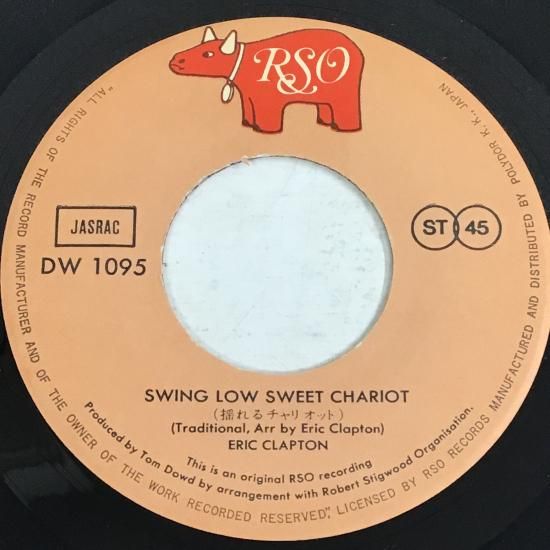 RSO
JASRAC
DW 1095
ST 45
SWING LOW SWEET CHARIOT
(揺れるチャリオット)
(Traditional, Arr by Eric Clapton)
ERIC CLAPTON
This is an original RSO recording
Produced by Tom Dowd by arrangement with Robert Stigwood Organisation.
"ALL RIGHTS OF THE RECORD MANUFACTURER AND OF THE OWNER OF THE WORK RECORDED RESERVED", LICENSED BY RSO RECORDS MANUFACTURED AND DISTRIBUTED BY POLYDOR K. K., JAPAN